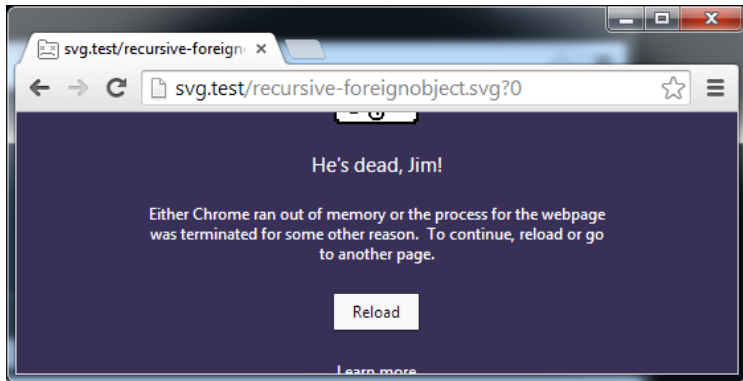 svg.test/recursive-foreign
svg.test/recursive-foreignobject.svg?0
He's dead, Jim!
Either Chrome ran out of memory or the process for the webpage
was terminated for some other reason. To continue, reload or go
to another page.
Reload
Learn more